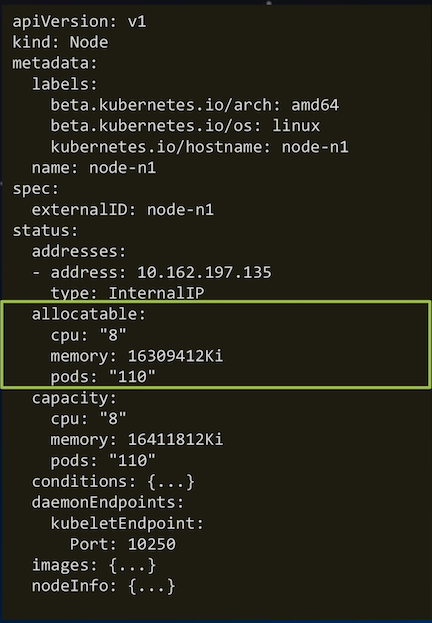 apiVersion: v1
kind: Node
metadata:
  labels:
    beta.kubernetes.io/arch: amd64
    beta.kubernetes.io/os: linux
    kubernetes.io/hostname: node-n1
  name: node-n1
spec:
  externalID: node-n1
status:
  addresses:
  - address: 10.162.197.135
    type: InternalIP
  allocatable:
    cpu: "8"
    memory: 16309412Ki
    pods: "110"
  capacity:
    cpu: "8"
    memory: 16411812Ki
    pods: "110"
  conditions: {...}
  daemonEndpoints:
    kubeletEndpoint:
      Port: 10250
  images: {...}
  nodeInfo: {...}